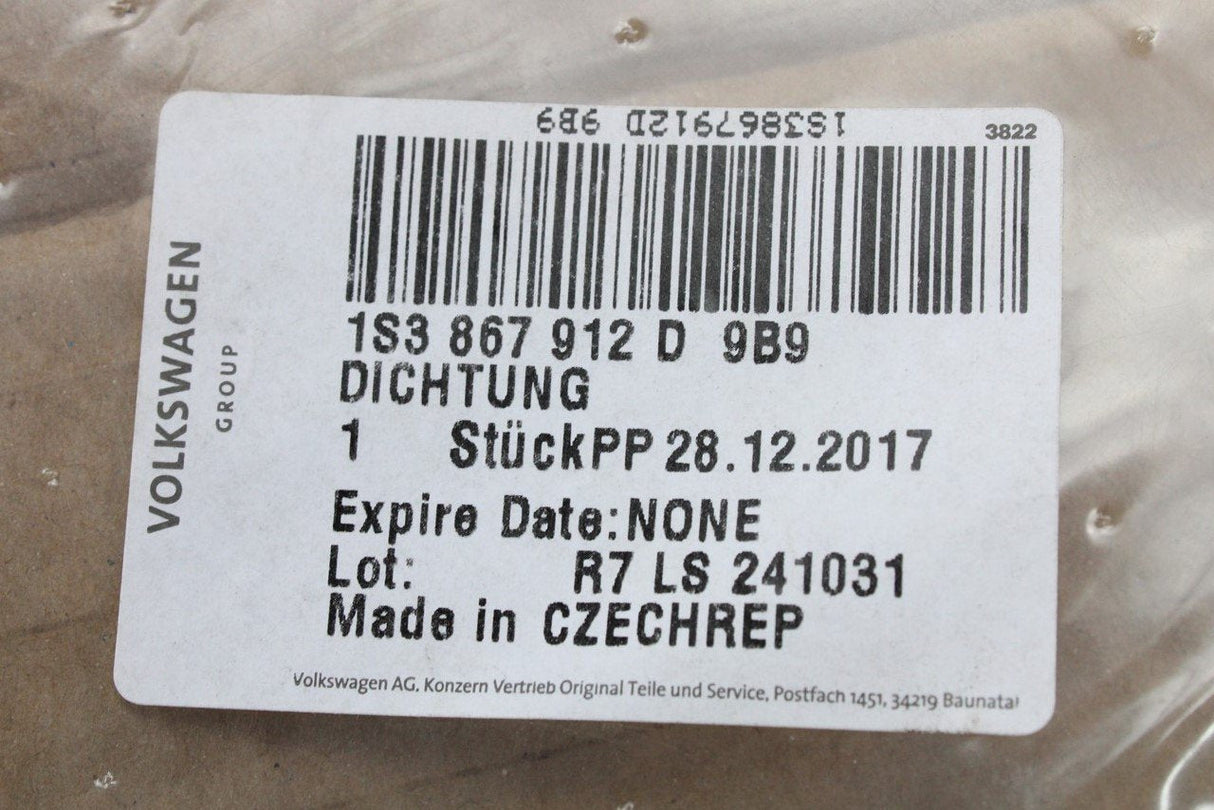 1S3867912D 9B9
3822
VOLKSWAGEN
GROUP
1S3 867 912 D 9B9
DICHTUNG
1 StückPP 28.12.2017
Expire Date:NONE
Lot: R7 LS 241031
Made in CZECHREP
Volkswagen AG, Konzern Vertrieb Original Teile und Service, Postfach 1451, 34219 Baunatal